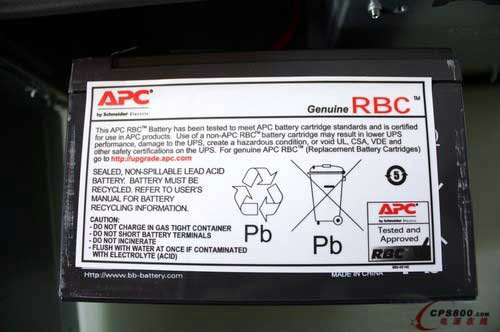 APC
by Schneider Electric
Genuine RBC™
This APC RBC™ Battery has been tested to meet APC battery cartridge standards and is certified
for use in APC products. Use of a non-APC RBC™ battery cartridge may result in lower UPS
performance, damage to the UPS, create a hazardous condition, or void UL, CSA, VDE and
other safety certifications on the UPS. For genuine APC RBC™ (Replacement Battery Cartridges)
go to http://upgrade.apc.com
SEALED, NON-SPILLABLE LEAD ACID
BATTERY. BATTERY MUST BE
RECYCLED. REFER TO USER'S
MANUAL FOR BATTERY
RECYCLING
CAUTION:
- DO NOT CHARGE IN GAS TIGHT CONTAINER
- DO NOT SHORT BATTERY TERMINALS
- DO NOT INCINERATE
- FLUSH WITH WATER AT ONCE IF CONTAMINATED
WITH ELECTROLYTE (ACID)
Pb
Pb
5
APC
by Schneider Electric
Tested and
Approved
RBC
http://www.bb-battery.com
MADE IN CHINA
CPS800.com
电源在线